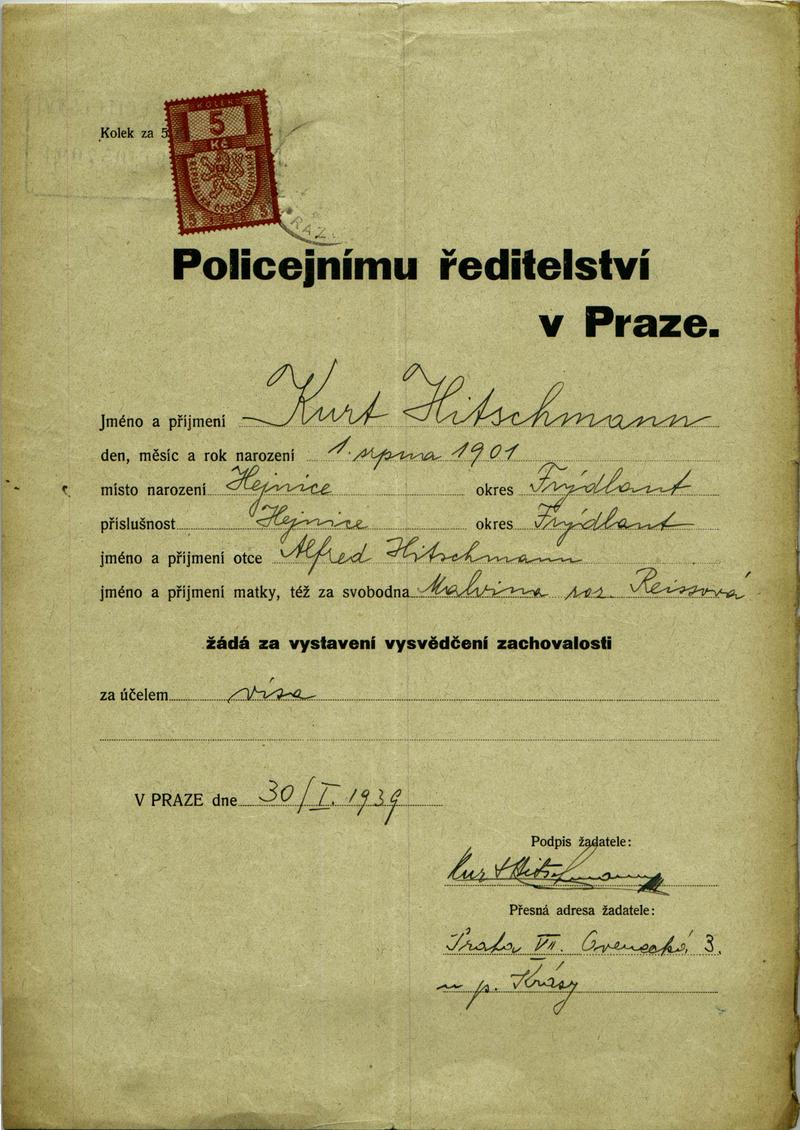 Kolek za 5
KOLEK
5
Kč
5 5
PRAZ
Policejnímu ředitelství
v Praze.
Jméno a příjmení Kurt Hitschmann
den, měsíc a rok narození 1. srpna 1901
místo narození Hejnice okres Frýdlant
příslušnost Hejnice okres Frýdlant
jméno a příjmení otce Alfred Hitschmann
jméno a příjmení matky, též za svobodna Malvina roz. Reissová
žádá za vystavení vysvědčení zachovalosti
za účelem visa
V PRAZE dne 30/I. 1939
Podpis žadatele:
Kurt Hitschmann
Přesná adresa žadatele:
Praha VII. Ovenecká 3.
u p. Krásy